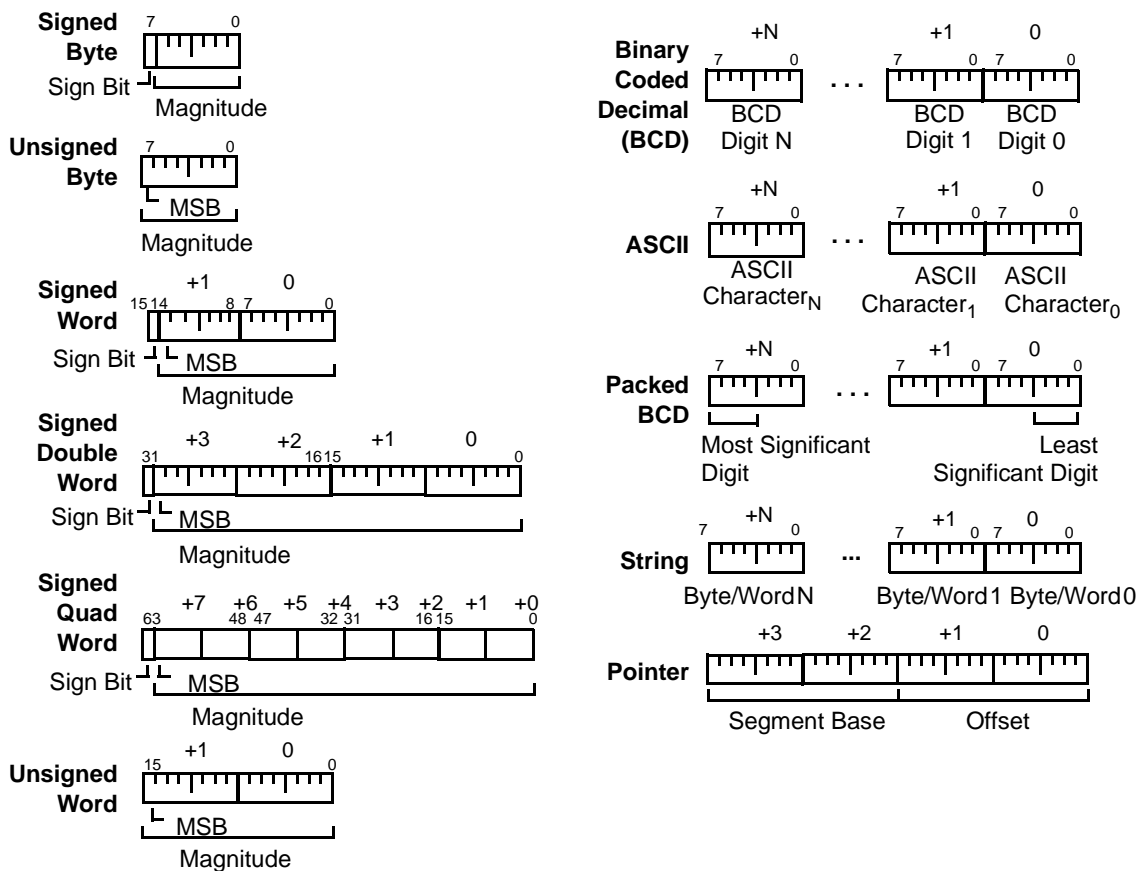 Signed
Byte
7 0
Sign Bit
Magnitude
Unsigned
Byte
7 0
MSB
Magnitude
Signed
Word
+1 0
15 14 8 7 0
Sign Bit
MSB
Magnitude
Signed
Double
Word
+3 +2 +1 0
31 16 15 0
Sign Bit
MSB
Magnitude
Signed
Quad
Word
+7 +6 +5 +4 +3 +2 +1 +0
63 48 47 32 31 16 15 0
Sign Bit
MSB
Magnitude
Unsigned
Word
+1 0
15 0
MSB
Magnitude
Binary
Coded
Decimal
(BCD)
+N +1 0
7 0 . . . 7 0 7 0
BCD
Digit N
BCD
Digit 1
BCD
Digit 0
ASCII
+N +1 0
7 0 . . . 7 0 7 0
ASCII
CharacterN
ASCII
Character1
ASCII
Character0
Packed
BCD
+N +1 0
7 0 . . . 7 0 7 0
Most Significant
Digit
Least
Significant Digit
String
+N +1 0
7 0 ... 7 0 7 0
Byte/Word N Byte/Word 1 Byte/Word 0
Pointer
+3 +2 +1 0
Segment Base Offset